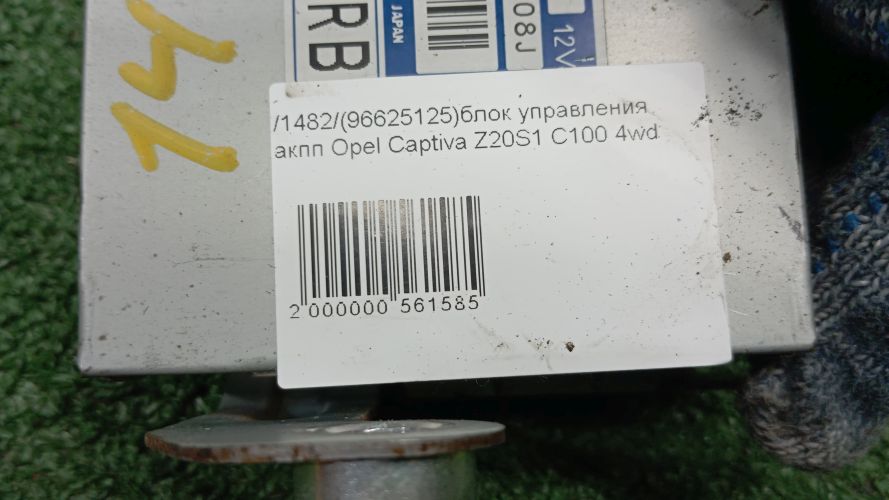 14
RB
JAPAN
08J
12V
/1482/(96625125)блок управления
акпп Opel Captiva Z20S1 C100 4wd
2 000000 561585